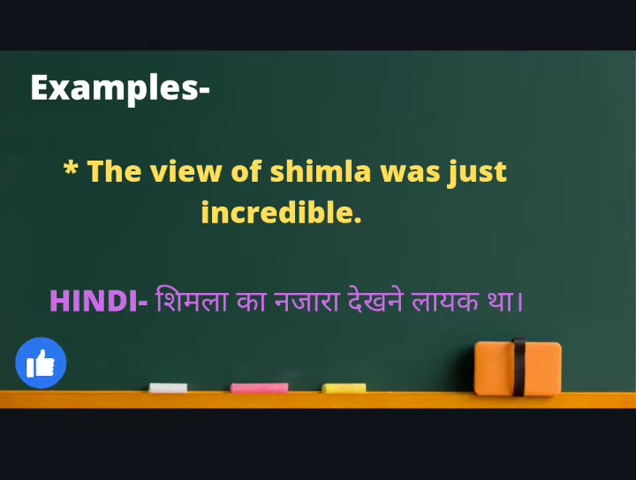 Examples-
* The view of shimla was just
incredible.
HINDI- शिमला का नजारा देखने लायक था।